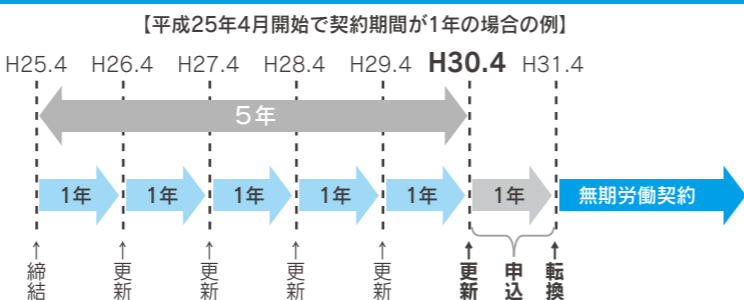 【平成25年4月開始で契約期間が1年の場合の例】
H25.4 H26.4 H27.4 H28.4 H29.4 H30.4 H31.4
5年
1年 1年 1年 1年 1年 1年 無期労働契約
↑締結 ↑更新 ↑更新 ↑更新 ↑更新 ↑更新 申込 ↑転換